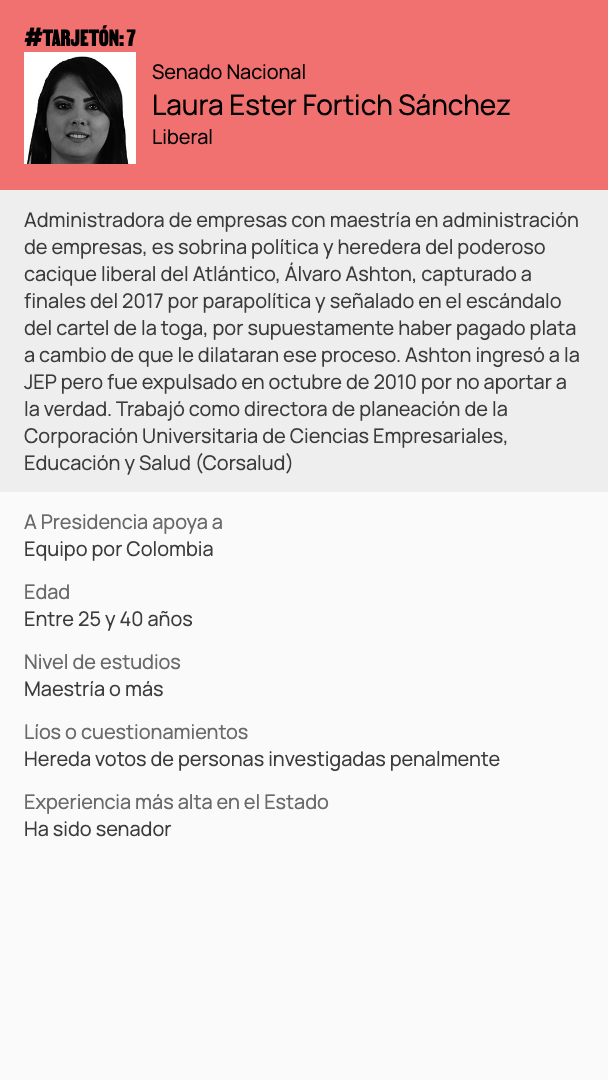 #TARJETÓN: 7
Senado Nacional
Laura Ester Fortich Sánchez
Liberal
Administradora de empresas con maestría en administración
de empresas, es sobrina política y heredera del poderoso
cacique liberal del Atlántico, Álvaro Ashton, capturado a
finales del 2017 por parapolítica y señalado en el escándalo
del cartel de la toga, por supuestamente haber pagado plata
a cambio de que le dilataran ese proceso. Ashton ingresó a la
JEP pero fue expulsado en octubre de 2010 por no aportar a
la verdad. Trabajó como directora de planeación de la
Corporación Universitaria de Ciencias Empresariales,
Educación y Salud (Corsalud)
A Presidencia apoya a
Equipo por Colombia
Edad
Entre 25 y 40 años
Nivel de estudios
Maestría o más
Líos o cuestionamientos
Hereda votos de personas investigadas penalmente
Experiencia más alta en el Estado
Ha sido senador